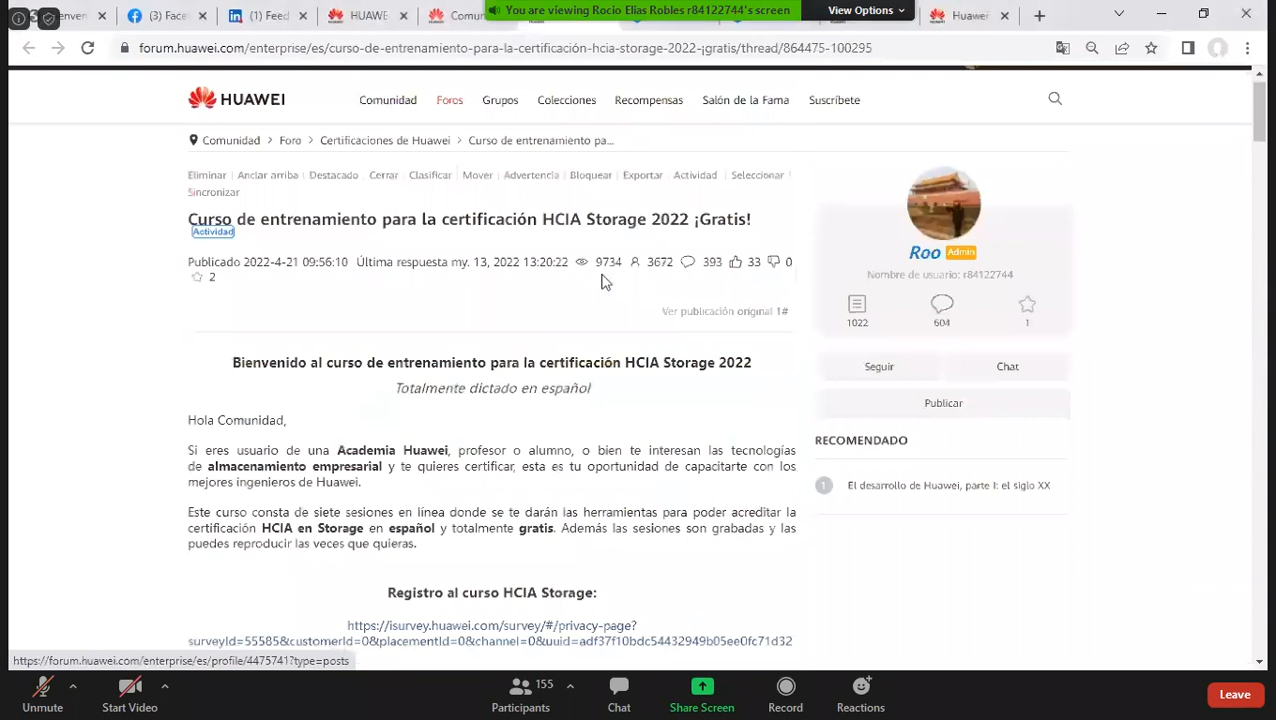 You are viewing Rocio Elias Robles r84122744's screen
View Options
(3) Face
(1) Feed
HUAWE
Comu
Huawei
forum.huawei.com/enterprise/es/curso-de-entrenamiento-para-la-certificación-hcia-storage-2022-¡gratis/thread/864475-100295
HUAWEI
Comunidad
Foros
Grupos
Colecciones
Recompensas
Salón de la Fama
Suscríbete
Comunidad > Foro > Certificaciones de Huawei > Curso de entrenamiento pa...
Eliminar Anclar arriba Destacado Cerrar Clasificar Mover Advertencia Bloquear Exportar Actividad Seleccionar
Sincronizar
Curso de entrenamiento para la certificación HCIA Storage 2022 ¡Gratis!
Actividad
Publicado 2022-4-21 09:56:10 Última respuesta my. 13, 2022 13:20:22 9734 3672 393 33 0
2
Ver publicación original 1#
Bienvenido al curso de entrenamiento para la certificación HCIA Storage 2022
Totalmente dictado en español
Hola Comunidad,
Si eres usuario de una Academia Huawei, profesor o alumno, o bien te interesan las tecnologías
de almacenamiento empresarial y te quieres certificar, esta es tu oportunidad de capacitarte con los
mejores ingenieros de Huawei.
Este curso consta de siete sesiones en línea donde se te darán las herramientas para poder acreditar la
certificación HCIA en Storage en español y totalmente gratis. Además las sesiones son grabadas y las
puedes reproducir las veces que quieras.
Registro al curso HCIA Storage:
https://isurvey.huawei.com/survey/#/privacy-page?
surveyId=55585&customerId=0&placementId=0&channel=0&uuid=adf37f10bdc54432949b05ee0fc71d32
Roo Admin
Nombre de usuario: r84122744
1022 604 1
Seguir Chat
Publicar
RECOMENDADO
1 El desarrollo de Huawei, parte I: el siglo XX
https://forum.huawei.com/enterprise/es/profile/4475741?type=posts
Unmute
Start Video
155
Participants
Chat
Share Screen
Record
Reactions
Leave